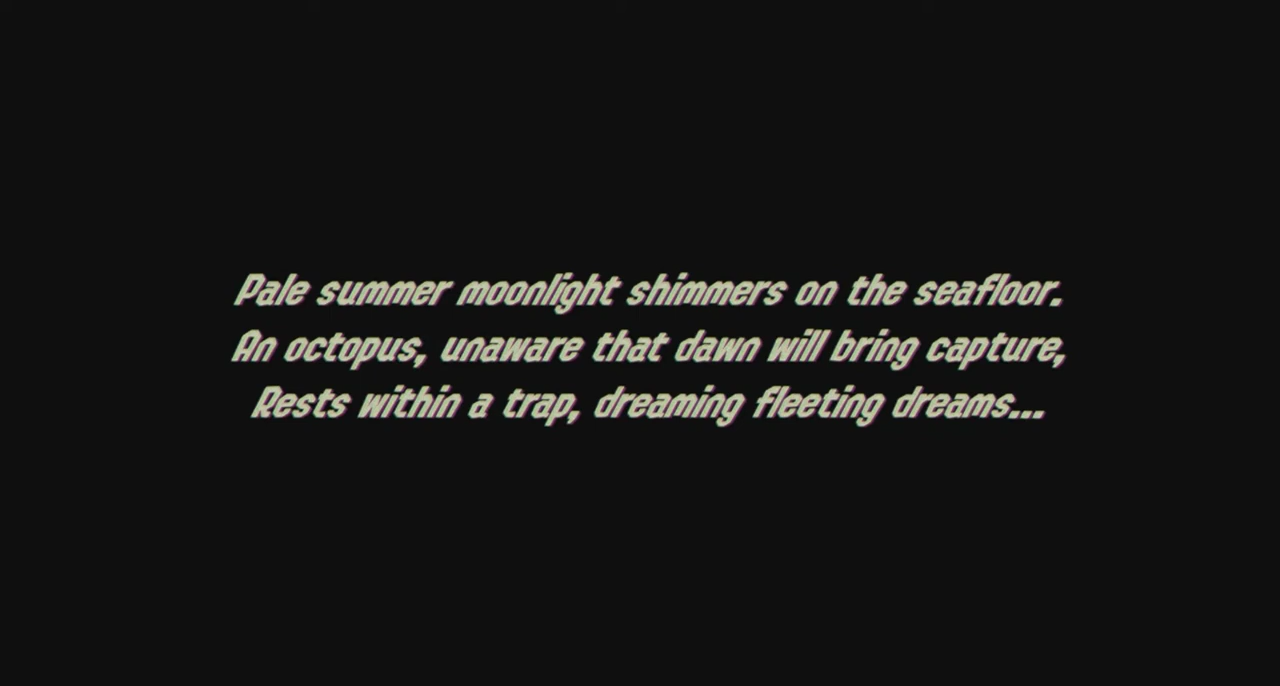 Pale summer moonlight shimmers on the seafloor.
An octopus, unaware that dawn will bring capture,
Rests within a trap, dreaming fleeting dreams...